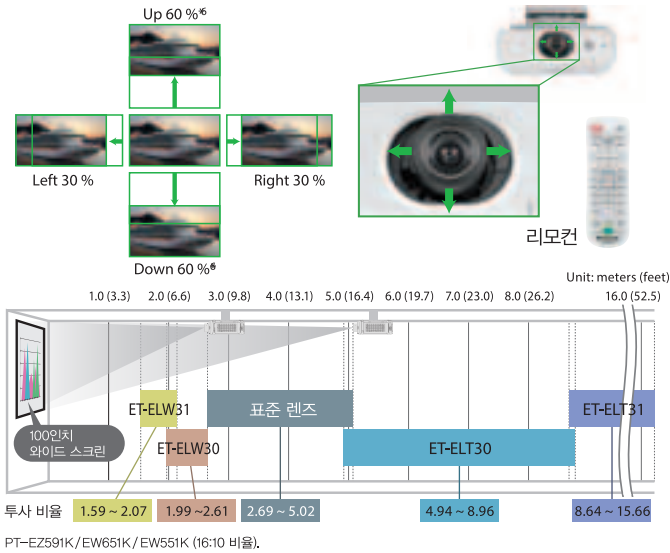 Up 60 %*6
Left 30 %
Right 30 %
Down 60 %*6
리모컨
Unit: meters (feet)
1.0 (3.3) 2.0 (6.6) 3.0 (9.8) 4.0 (13.1) 5.0 (16.4) 6.0 (19.7) 7.0 (23.0) 8.0 (26.2) 16.0 (52.5)
ET-ELW31 표준 렌즈 ET-ELT31
100인치
와이드 스크린
ET-ELW30 ET-ELT30
투사 비율 1.59 ~ 2.07 1.99 ~ 2.61 2.69 ~ 5.02 4.94 ~ 8.96 8.64 ~ 15.66
PT-EZ591K / EW651K / EW551K (16:10 비율).